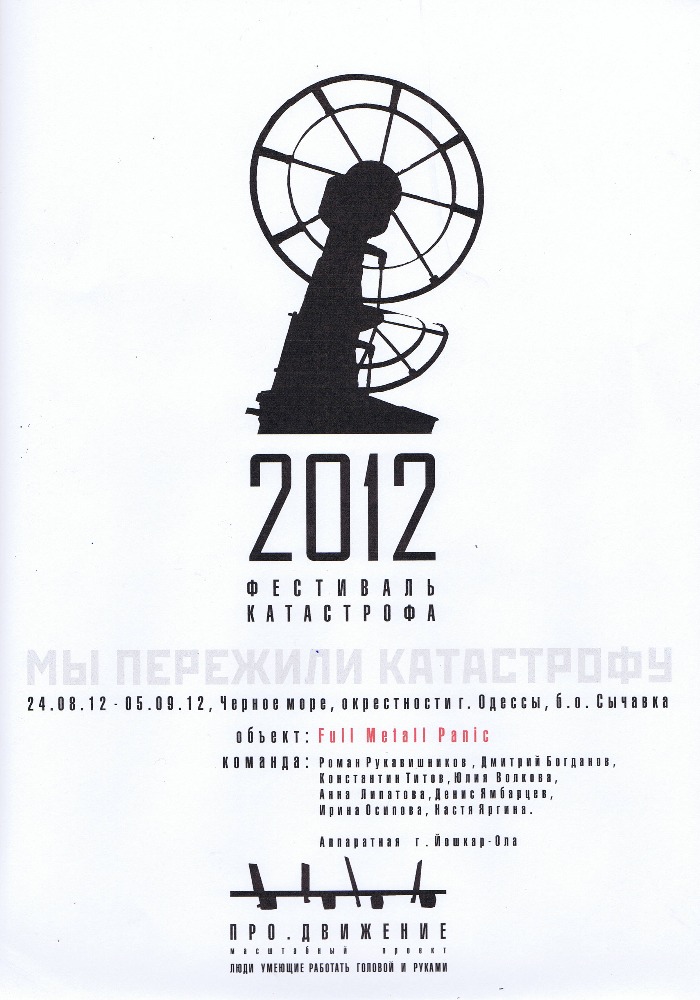 2012
ФЕСТИВАЛЬ
КАТАСТРОФА
МЫ ПЕРЕЖИЛИ КАТАСТРОФУ
24.08.12 - 05.09.12, Черное море, окрестности г. Одессы, б.о. Сычавка
объект: Full Metall Panic
команда: Роман Рукавишников, Дмитрий Богданов,
Константин Титов, Юлия Волкова,
Анна Липатова, Денис Ямбарцев,
Ирина Осипова, Настя Яргина.
Аппаратная г. Йошкар-Ола
ПРО.ДВИЖЕНИЕ
масштабный проект
ЛЮДИ УМЕЮЩИЕ РАБОТАТЬ ГОЛОВОЙ И РУКАМИ